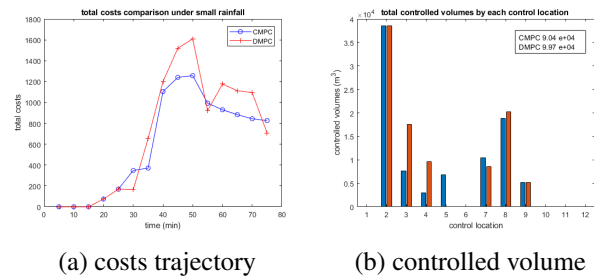 total costs comparison under small rainfall
1800
1600
1400
1200
1000
800
600
400
200
0
total costs
CMPC
DMPC
0 10 20 30 40 50 60 70 80
time (min)
(a) costs trajectory
total controlled volumes by each control location
×10⁴
4
3.5
3
2.5
2
1.5
1
0.5
0
controlled volumes (m³)
CMPC 9.04 e+04
DMPC 9.97 e+04
1 2 3 4 5 6 7 8 9 10 11 12
control location
(b) controlled volume